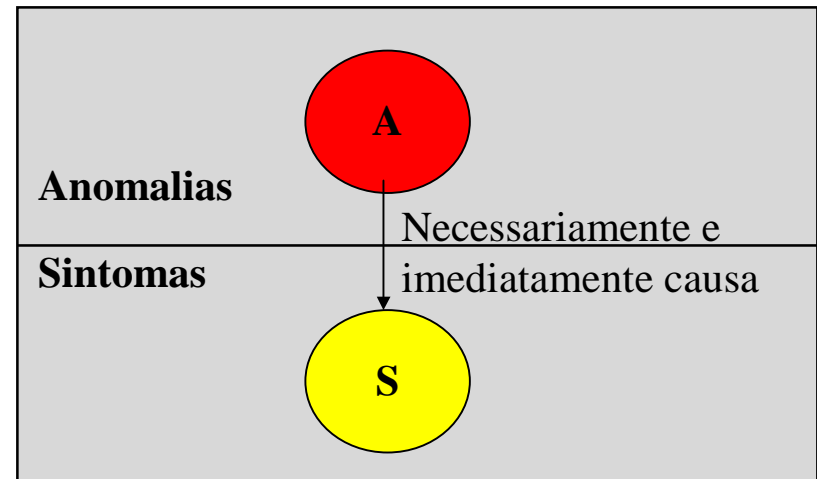 A
Anomalias
Necessariamente e
Sintomas
imediatamente causa
S